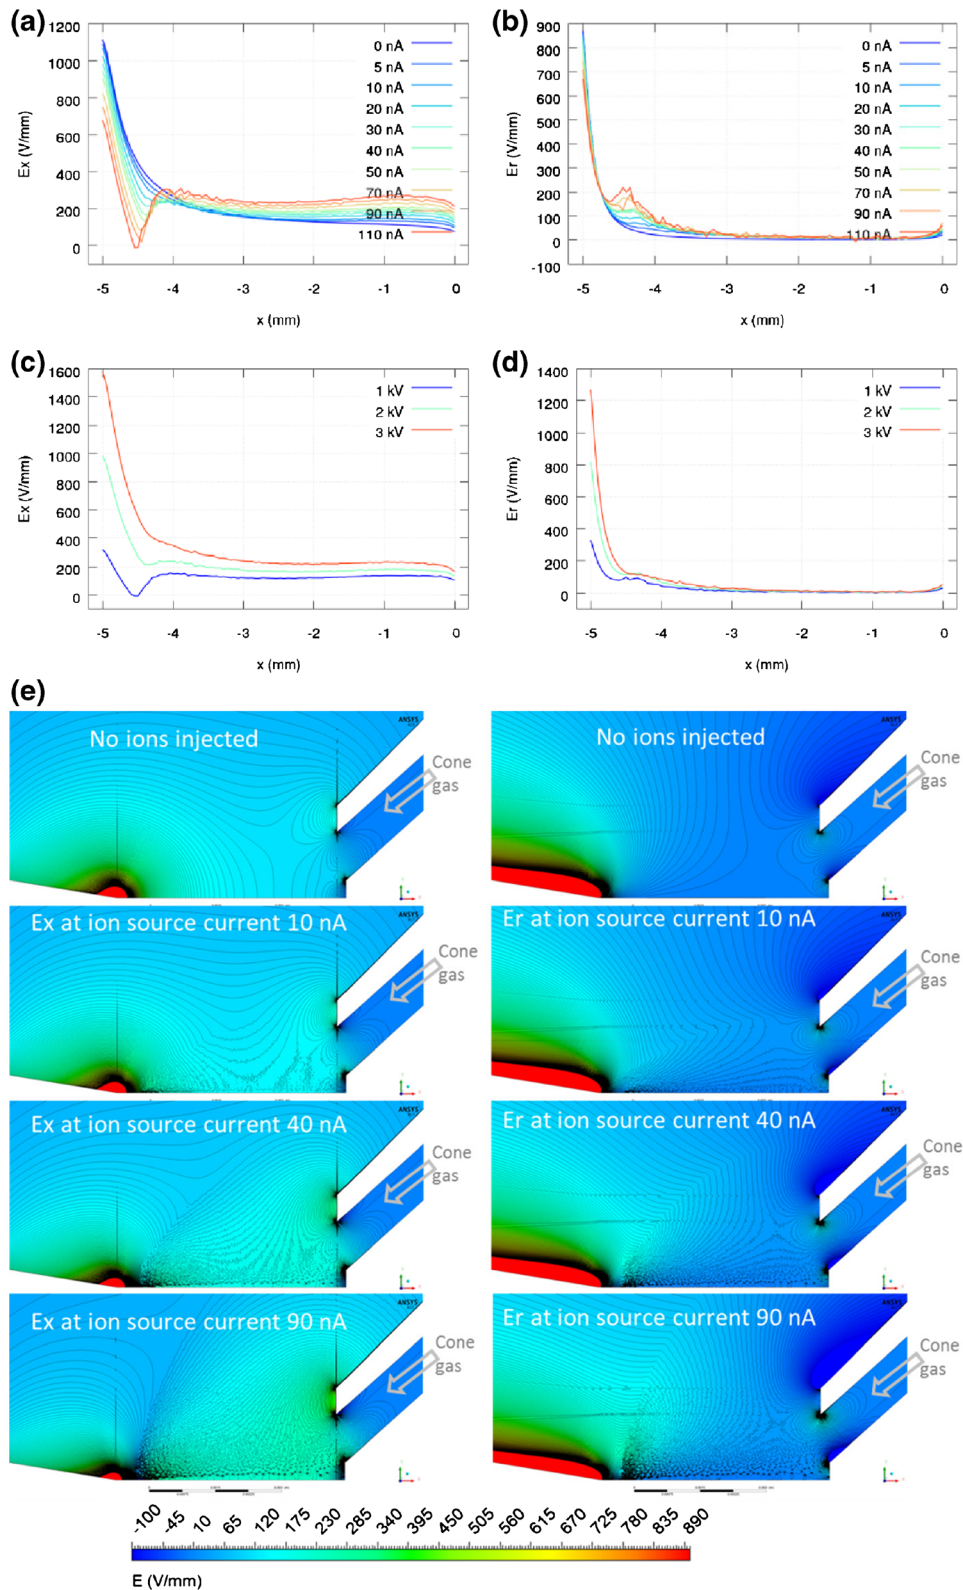 (a)
1200
1000
800
600
400
200
0
Ex (V/mm)
0 nA
5 nA
10 nA
20 nA
30 nA
40 nA
50 nA
70 nA
90 nA
110 nA
-5 -4 -3 -2 -1 0
x (mm)
(b)
900
800
700
600
500
400
300
200
100
0
-100
Er (V/mm)
0 nA
5 nA
10 nA
20 nA
30 nA
40 nA
50 nA
70 nA
90 nA
110 nA
-5 -4 -3 -2 -1 0
x (mm)
(c)
1600
1400
1200
1000
800
600
400
200
0
Ex (V/mm)
1 kV
2 kV
3 kV
-5 -4 -3 -2 -1 0
x (mm)
(d)
1400
1200
1000
800
600
400
200
0
Er (V/mm)
1 kV
2 kV
3 kV
-5 -4 -3 -2 -1 0
x (mm)
(e)
No ions injected
ANSYS
Cone
gas
No ions injected
ANSYS
Cone
gas
Ex at ion source current 10 nA
ANSYS
Cone
gas
Er at ion source current 10 nA
ANSYS
Cone
gas
Ex at ion source current 40 nA
ANSYS
Cone
gas
Er at ion source current 40 nA
ANSYS
Cone
gas
Ex at ion source current 90 nA
ANSYS
Cone
gas
Er at ion source current 90 nA
ANSYS
Cone
gas
-100 -45 10 65 120 175 230 285 340 395 450 505 560 615 670 725 780 835 890
E (V/mm)